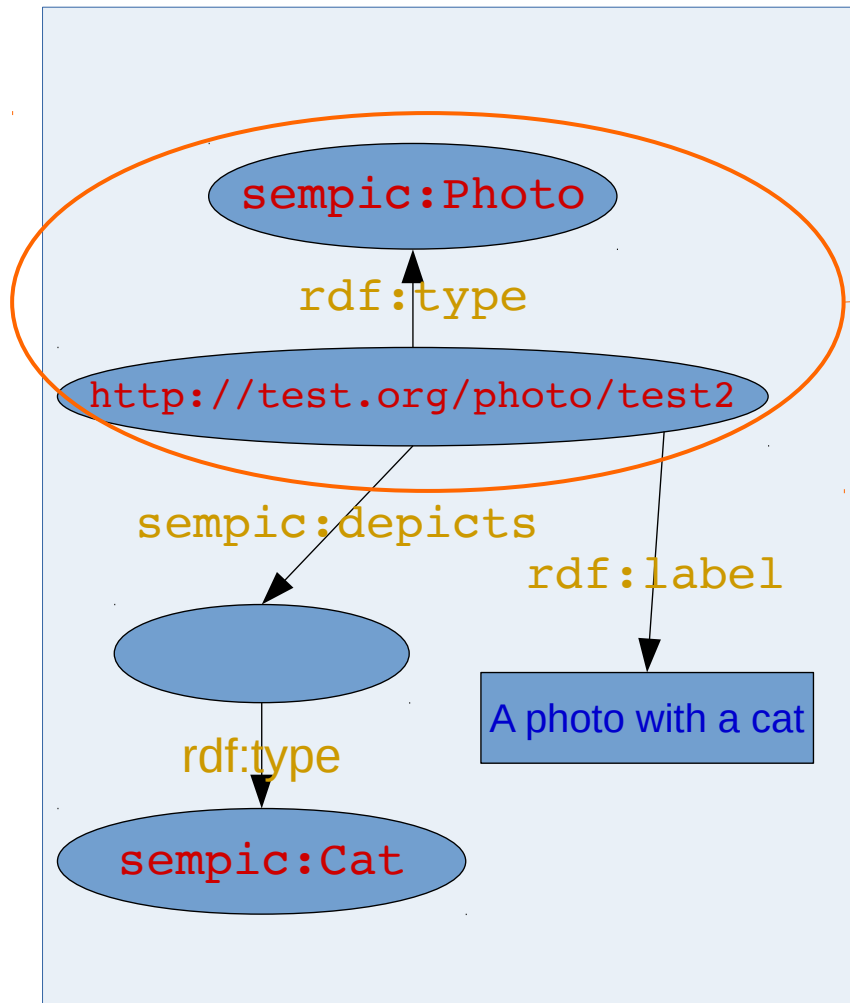 sempic:Photo
rdf:type
http://test.org/photo/test2
sempic:depicts
rdf:label
A photo with a cat
rdf:type
sempic:Cat